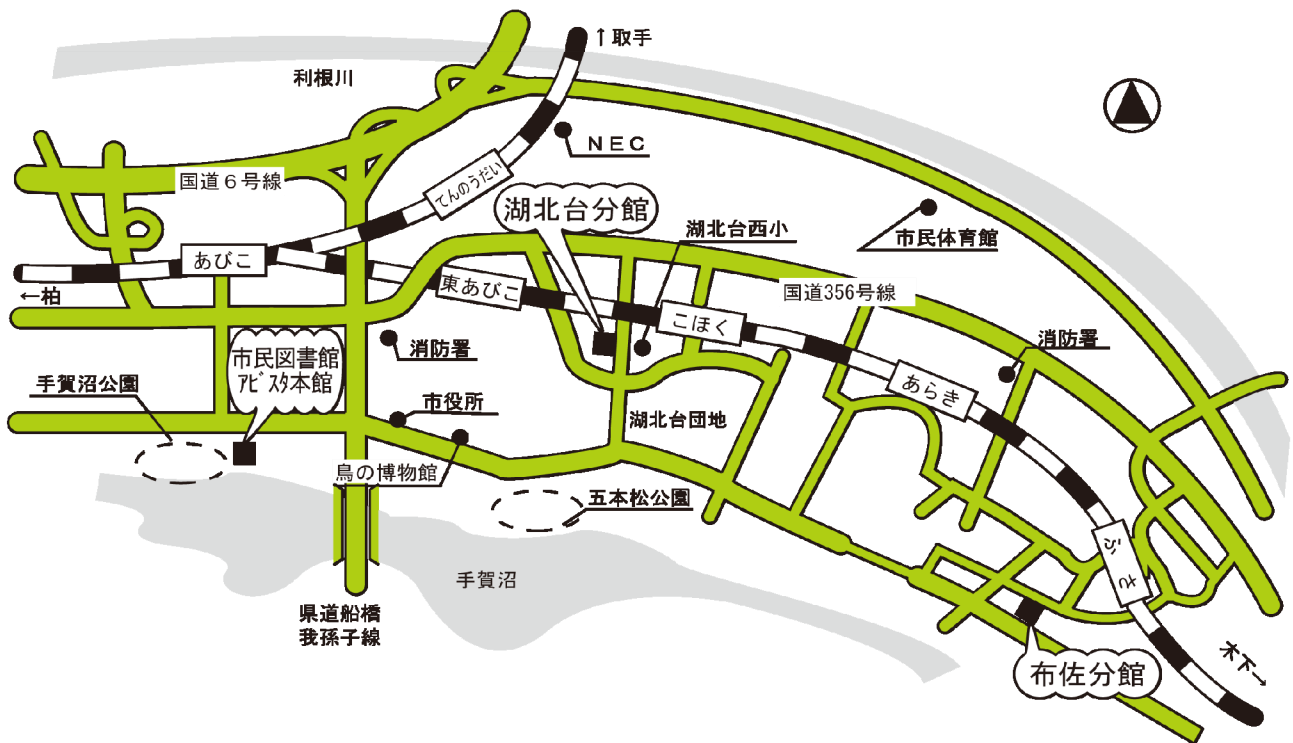 ↑取手
利根川
NEC
国道6号線
てんのうだい
湖北台分館
湖北台西小
市民体育館
あびこ
東あびこ
国道356号線
←柏
こほく
消防署
消防署
市民図書館
アビスタ本館
手賀沼公園
あらき
市役所
湖北台団地
鳥の博物館
五本松公園
ふさ
手賀沼
県道船橋
我孫子線
布佐分館
木下→